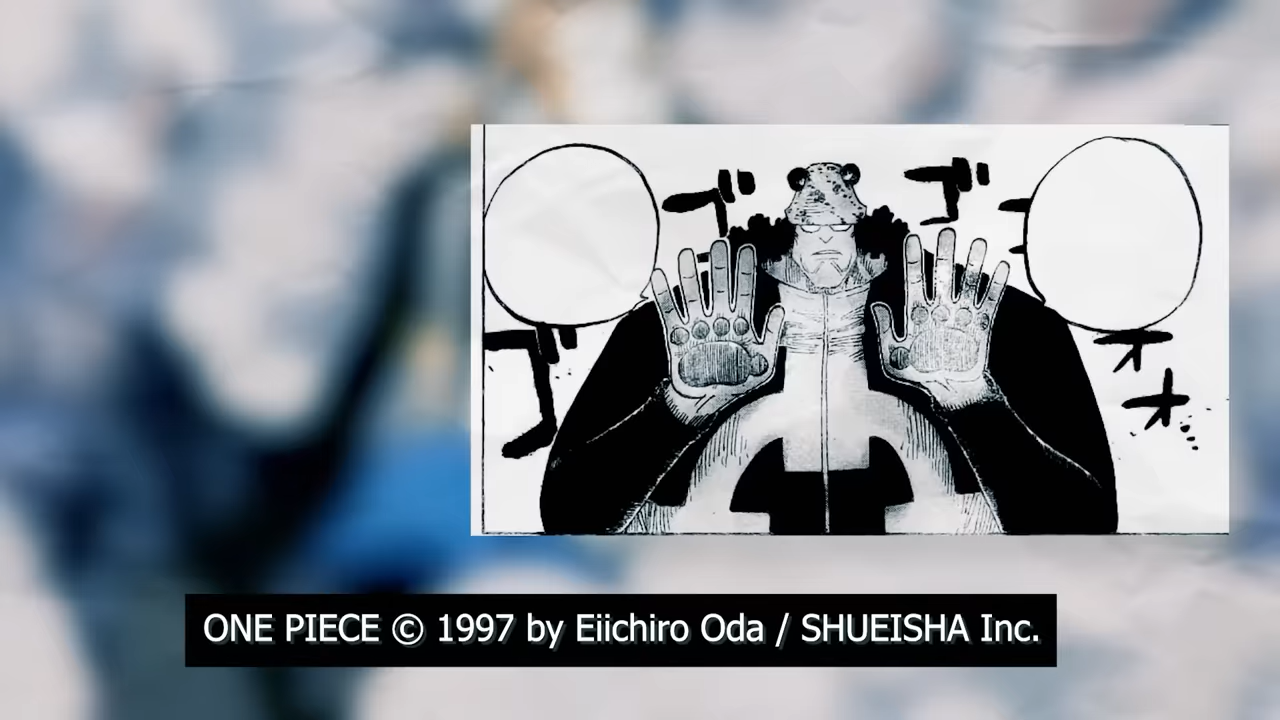 ゴ
ゴ
ゴ
オ
オ
ONE PIECE © 1997 by Eiichiro Oda / SHUEISHA Inc.